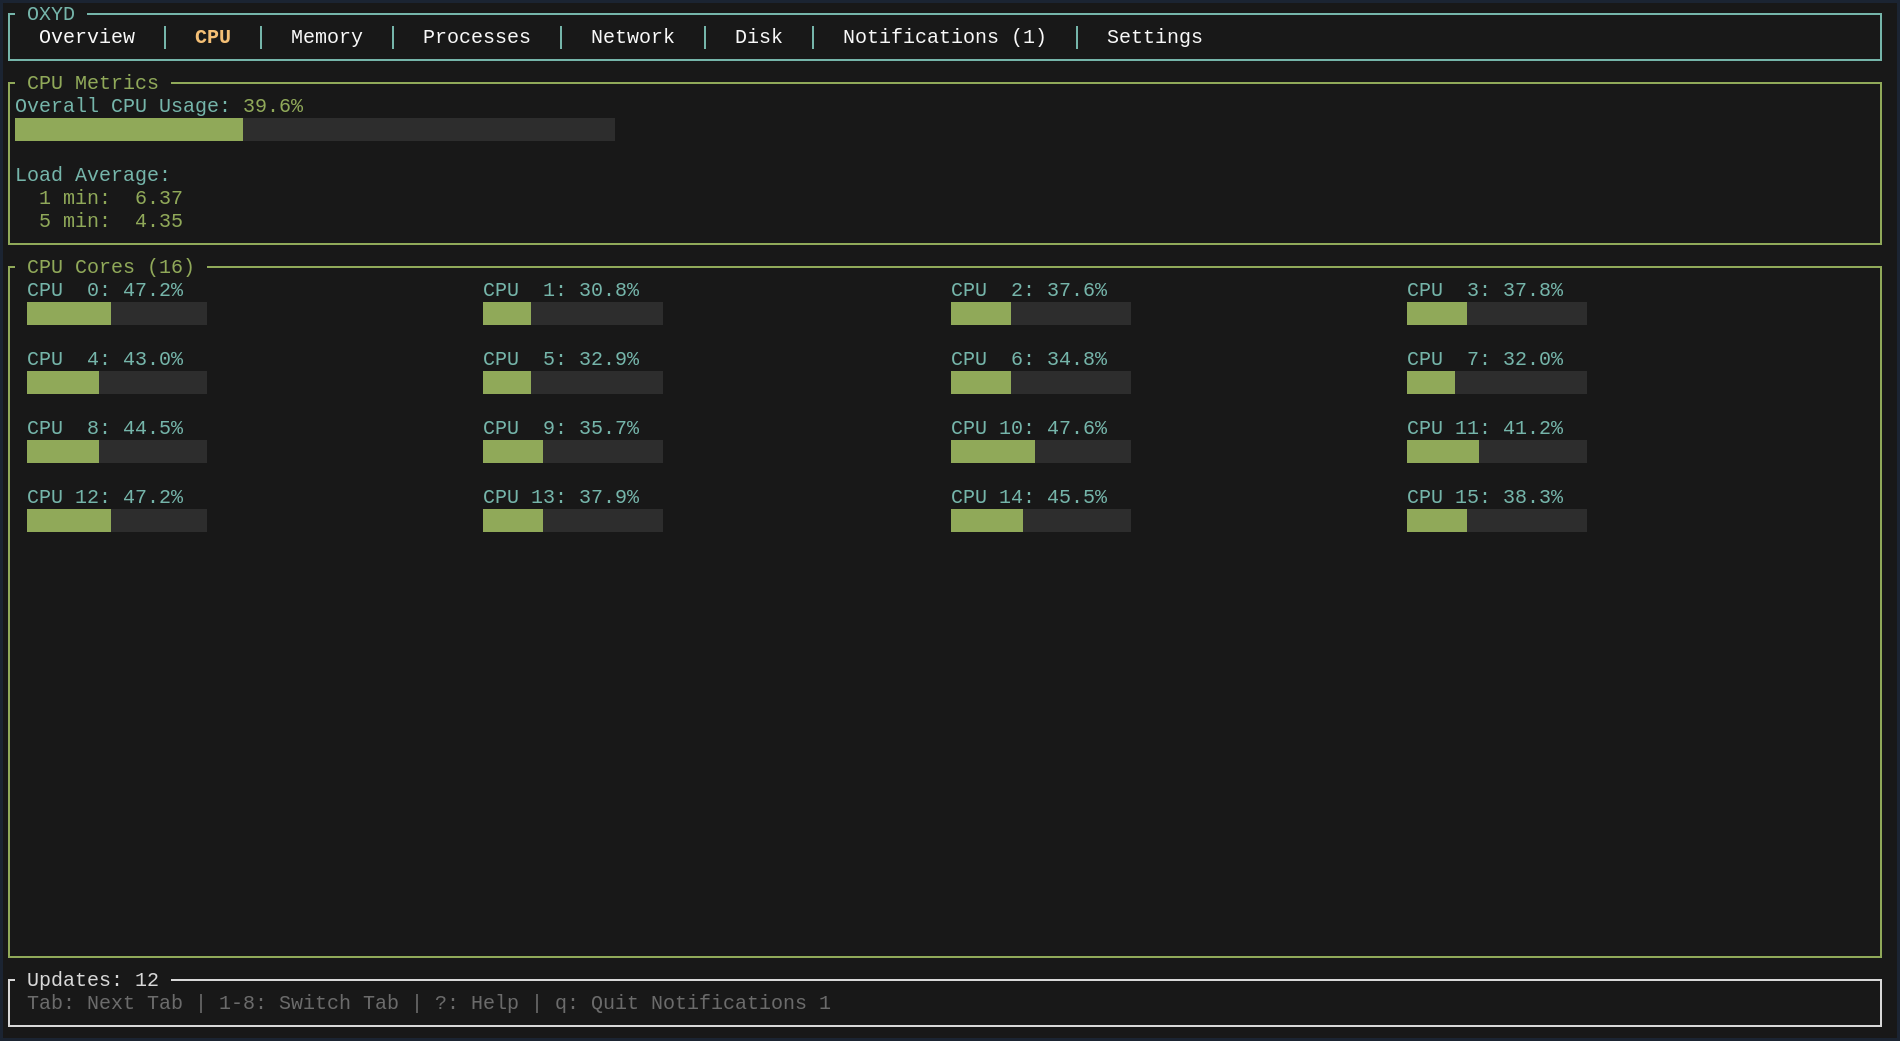 OXYD
Overview │ CPU │ Memory │ Processes │ Network │ Disk │ Notifications (1) │ Settings
CPU Metrics
Overall CPU Usage: 39.6%
Load Average:
1 min:  6.37
5 min:  4.35
CPU Cores (16)
CPU  0: 47.2% CPU  1: 30.8% CPU  2: 37.6% CPU  3: 37.8%
CPU  4: 43.0% CPU  5: 32.9% CPU  6: 34.8% CPU  7: 32.0%
CPU  8: 44.5% CPU  9: 35.7% CPU 10: 47.6% CPU 11: 41.2%
CPU 12: 47.2% CPU 13: 37.9% CPU 14: 45.5% CPU 15: 38.3%
Updates: 12
Tab: Next Tab | 1-8: Switch Tab | ?: Help | q: Quit Notifications 1